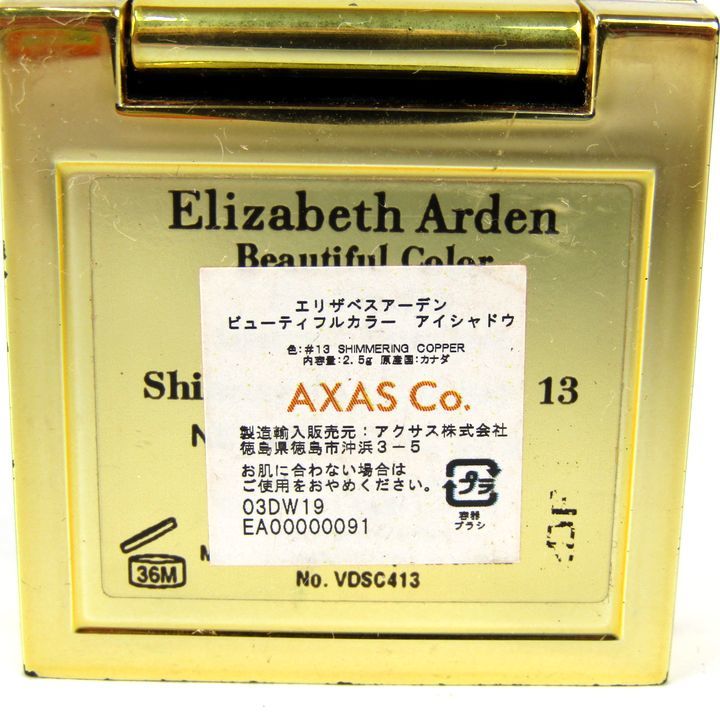 Elizabeth Arden
Beautiful Color
エリザベスアーデン
ビューティフルカラー　アイシャドウ
色:#13 SHIMMERING COPPER
内容量:2.5g 原産国:カナダ
Shi 13
AXAS Co.
N
製造輸入販売元:アクサス株式会社
徳島県徳島市沖浜3-5
お肌に合わない場合は
ご使用をおやめください。
プラ
容器
ブラシ
03DW19
EA00000091
36M
No. VDSC413